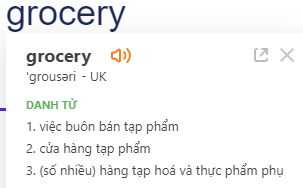 grocery
grocery
'grousəri - UK
DANH TỪ
1. việc buôn bán tạp phẩm
2. cửa hàng tạp phẩm
3. (số nhiều) hàng tạp hoá và thực phẩm phụ